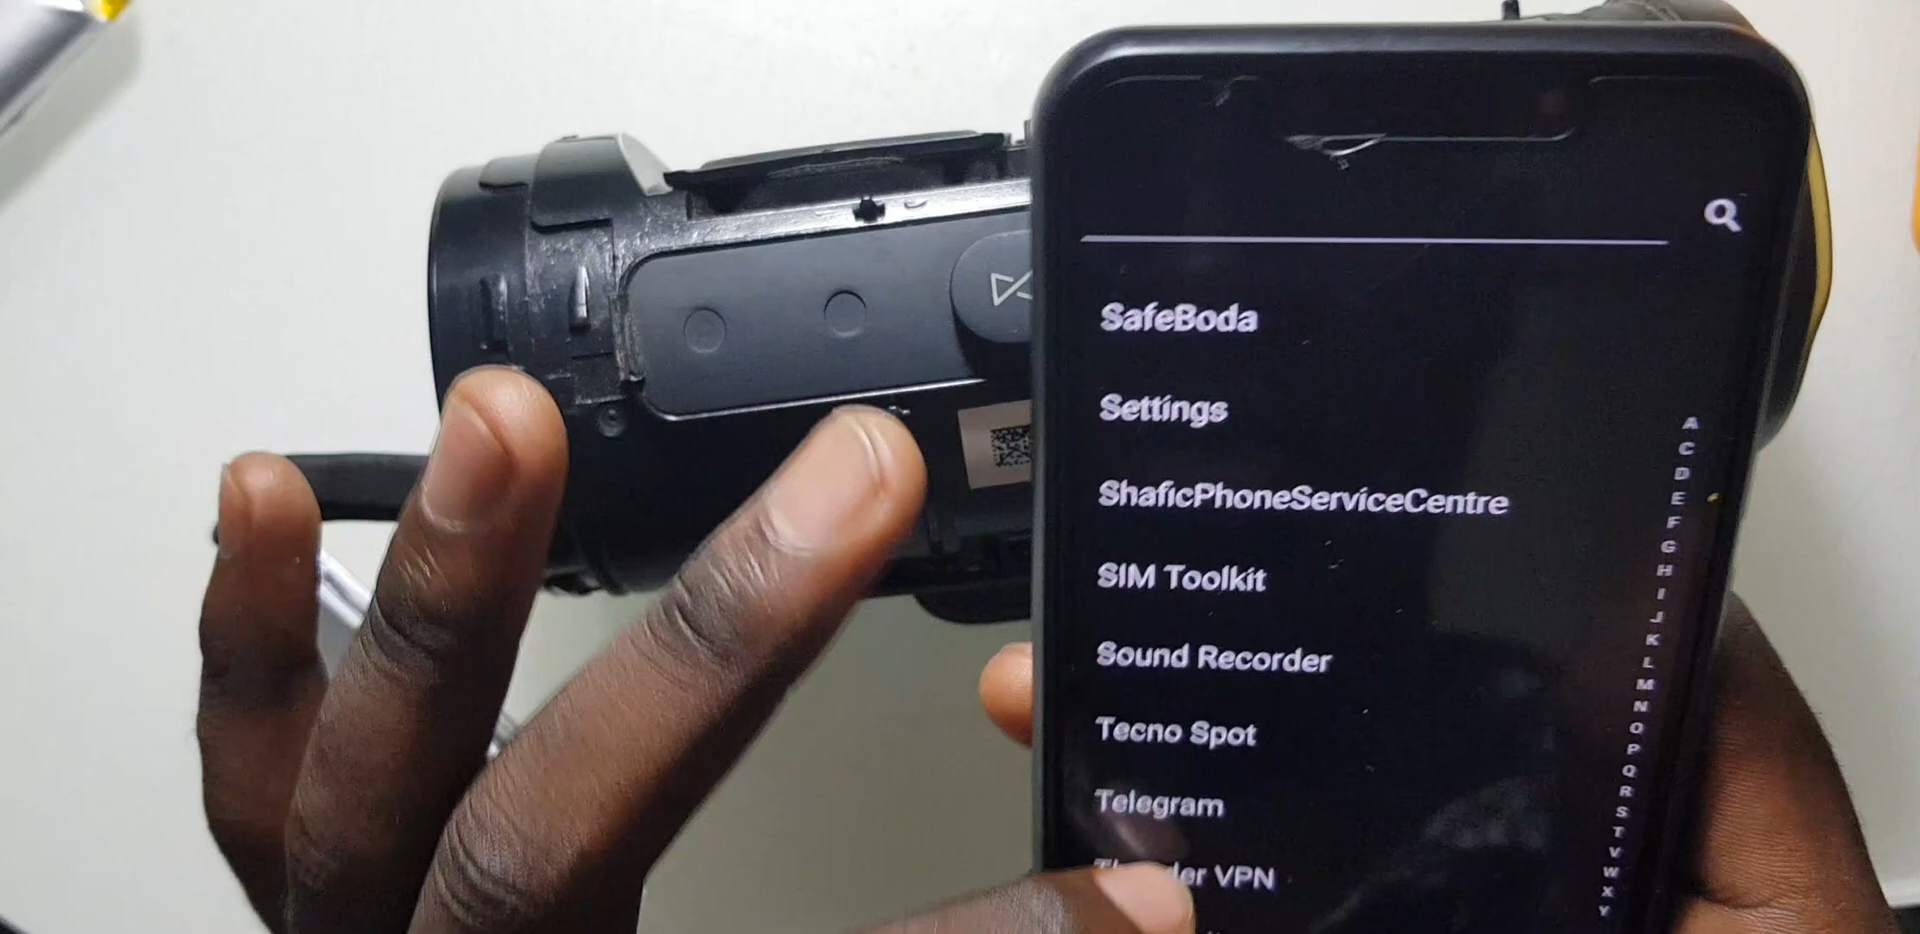 SafeBoda
Settings
ShaficPhoneServiceCentre
SIM Toolkit
Sound Recorder
Tecno Spot
Telegram
VPN
A
C
D
E
F
G
H
I
J
K
L
M
N
O
P
Q
R
S
T
V
W
X
Y